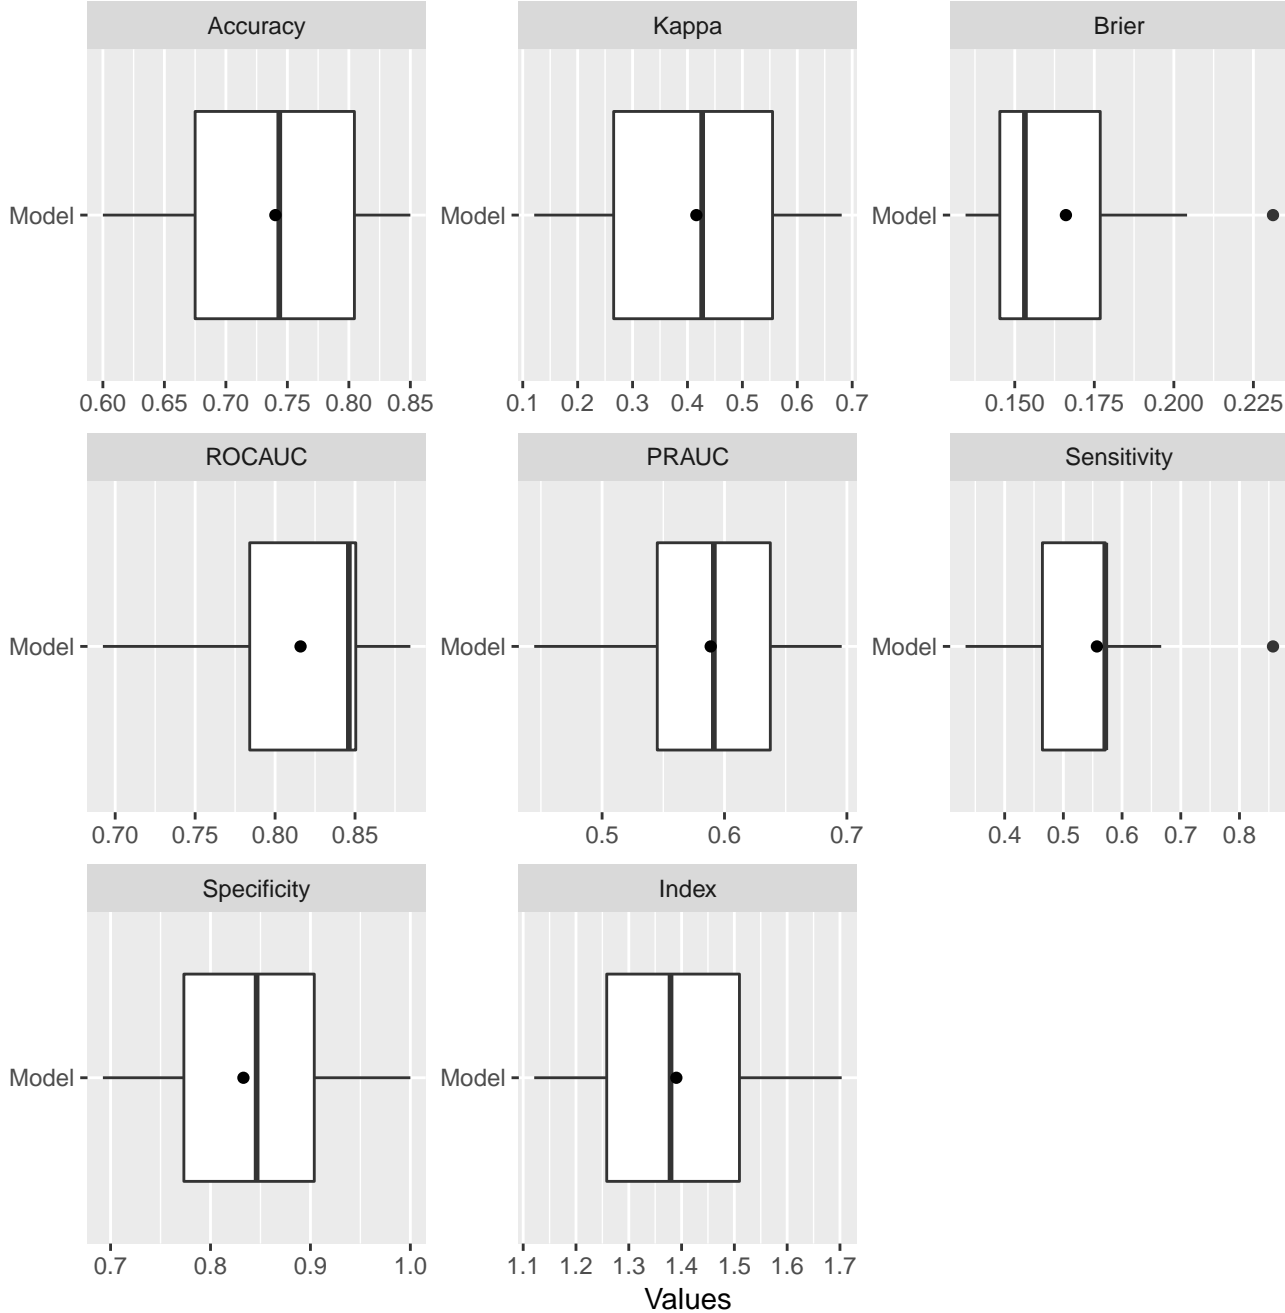 Accuracy Kappa Brier
Model Model Model
0.60 0.65 0.70 0.75 0.80 0.85 0.1 0.2 0.3 0.4 0.5 0.6 0.7 0.150 0.175 0.200 0.225
ROCAUC PRAUC Sensitivity
Model Model Model
0.70 0.75 0.80 0.85 0.5 0.6 0.7 0.4 0.5 0.6 0.7 0.8
Specificity Index
Model Model
0.7 0.8 0.9 1.0 1.1 1.2 1.3 1.4 1.5 1.6 1.7
Values